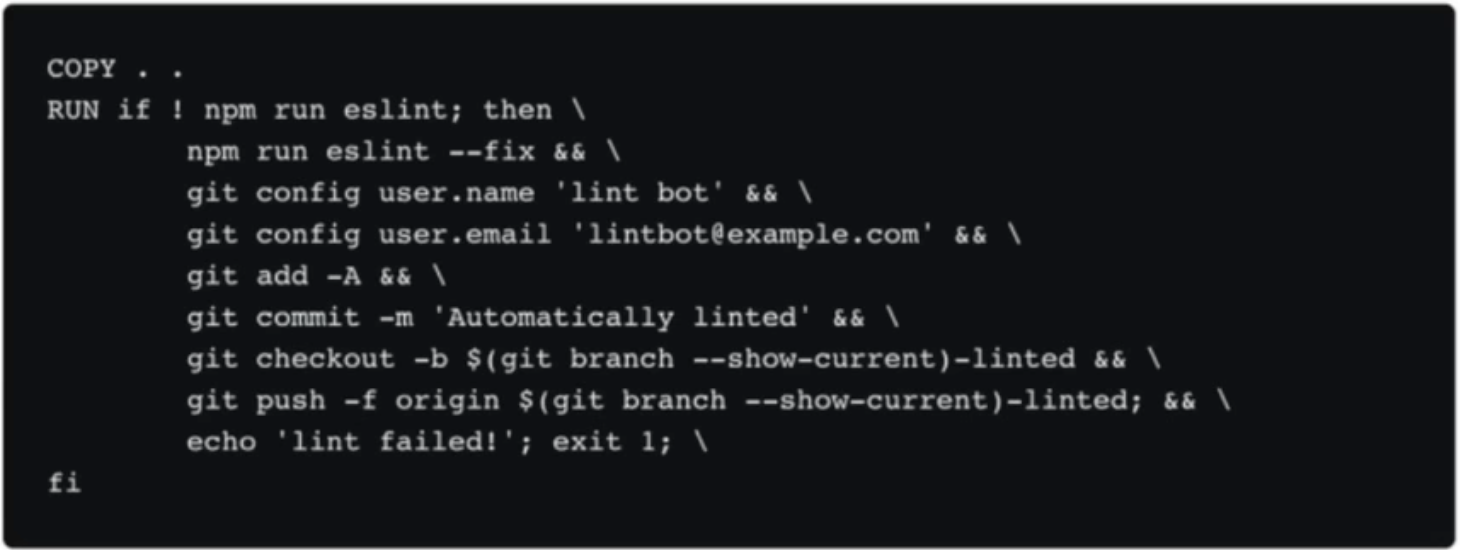 COPY . .
RUN if ! npm run eslint; then \
npm run eslint --fix && \
git config user.name 'lint bot' && \
git config user.email 'lintbot@example.com' && \
git add -A && \
git commit -m 'Automatically linted' && \
git checkout -b $(git branch --show-current)-linted && \
git push -f origin $(git branch --show-current)-linted; && \
echo 'lint failed!'; exit 1; \
fi